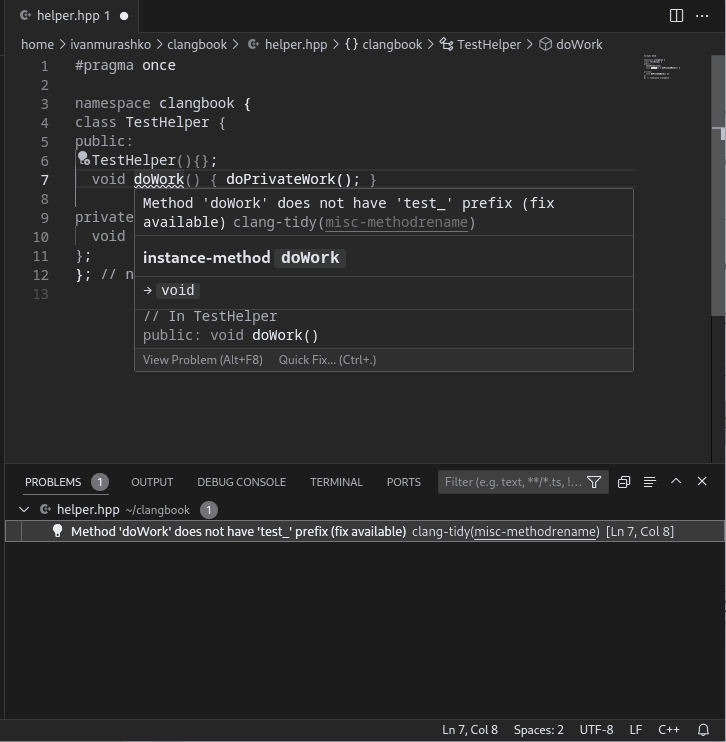 helper.hpp 1
home > ivanmurashko > clangbook > helper.hpp > {} clangbook > TestHelper > doWork
1 #pragma once
2
3 namespace clangbook {
4 class TestHelper {
5 public:
6 TestHelper(){};
7 void doWork() { doPrivateWork(); }
8
Method 'doWork' does not have 'test_' prefix (fix
available) clang-tidy(misc-methodrename)
9 private
10 void
11 };
12 }; // n
13
instance-method doWork
→ void
// In TestHelper
public: void doWork()
View Problem (Alt+F8) Quick Fix... (Ctrl+.)
PROBLEMS 1 OUTPUT DEBUG CONSOLE TERMINAL PORTS Filter (e.g. text, **/*.ts, !...
helper.hpp ~/clangbook 1
Method 'doWork' does not have 'test_' prefix (fix available) clang-tidy(misc-methodrename) [Ln 7, Col 8]
Ln 7, Col 8 Spaces: 2 UTF-8 LF C++